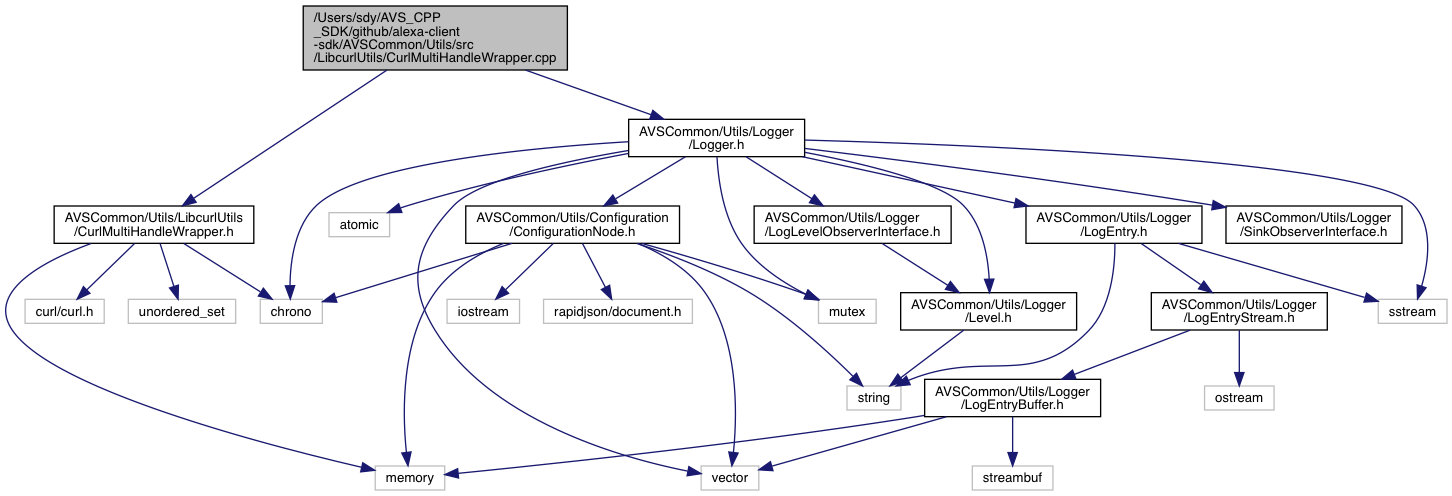 /Users/sdy/AVS_CPP
_SDK/github/alexa-client
-sdk/AVSCommon/Utils/src
/LibcurlUtils/CurlMultiHandleWrapper.cpp
AVSCommon/Utils/Logger
/Logger.h
AVSCommon/Utils/LibcurlUtils
/CurlMultiHandleWrapper.h
atomic
AVSCommon/Utils/Configuration
/ConfigurationNode.h
AVSCommon/Utils/Logger
/LogLevelObserverInterface.h
AVSCommon/Utils/Logger
/LogEntry.h
AVSCommon/Utils/Logger
/SinkObserverInterface.h
curl/curl.h
unordered_set
chrono
iostream
rapidjson/document.h
mutex
AVSCommon/Utils/Logger
/Level.h
AVSCommon/Utils/Logger
/LogEntryStream.h
sstream
string
AVSCommon/Utils/Logger
/LogEntryBuffer.h
ostream
memory
vector
streambuf